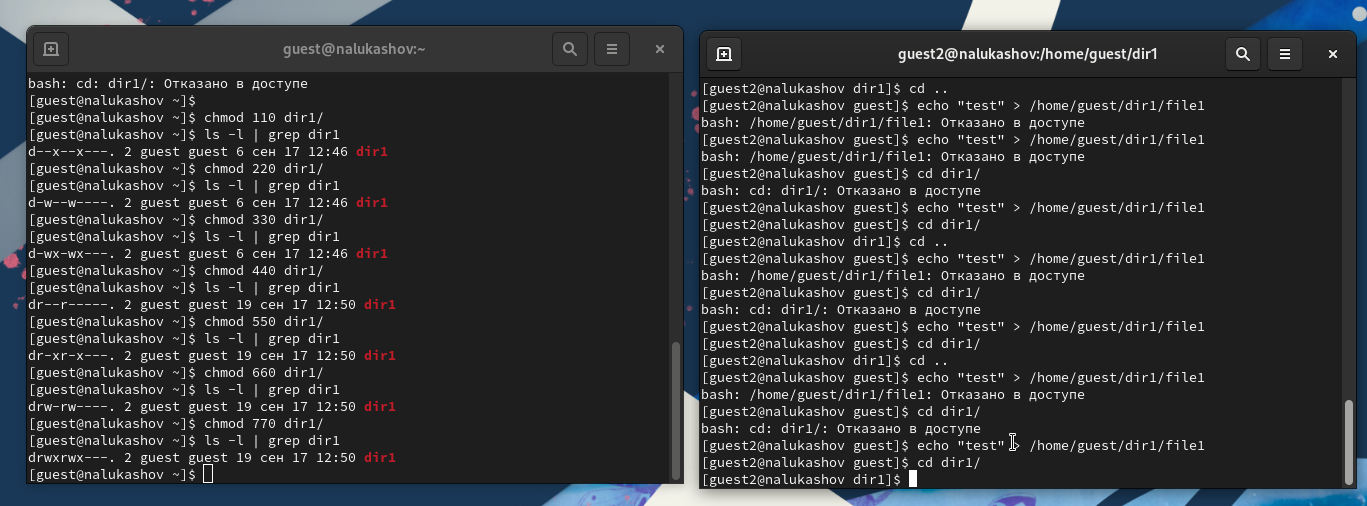 guest@nalukashov:~
bash: cd: dir1/: Отказано в доступе
[guest@nalukashov ~]$
[guest@nalukashov ~]$ chmod 110 dir1/
[guest@nalukashov ~]$ ls -l | grep dir1
d--x--x---. 2 guest guest 6 сен 17 12:46 dir1
[guest@nalukashov ~]$ chmod 220 dir1/
[guest@nalukashov ~]$ ls -l | grep dir1
d-w--w----. 2 guest guest 6 сен 17 12:46 dir1
[guest@nalukashov ~]$ chmod 330 dir1/
[guest@nalukashov ~]$ ls -l | grep dir1
d-wx-wx---. 2 guest guest 6 сен 17 12:46 dir1
[guest@nalukashov ~]$ chmod 440 dir1/
[guest@nalukashov ~]$ ls -l | grep dir1
dr--r-----. 2 guest guest 19 сен 17 12:50 dir1
[guest@nalukashov ~]$ chmod 550 dir1/
[guest@nalukashov ~]$ ls -l | grep dir1
dr-xr-x---. 2 guest guest 19 сен 17 12:50 dir1
[guest@nalukashov ~]$ chmod 660 dir1/
[guest@nalukashov ~]$ ls -l | grep dir1
drw-rw----. 2 guest guest 19 сен 17 12:50 dir1
[guest@nalukashov ~]$ chmod 770 dir1/
[guest@nalukashov ~]$ ls -l | grep dir1
drwxrwx---. 2 guest guest 19 сен 17 12:50 dir1
[guest@nalukashov ~]$
guest2@nalukashov:/home/guest/dir1
[guest2@nalukashov dir1]$ cd ..
[guest2@nalukashov guest]$ echo "test" > /home/guest/dir1/file1
bash: /home/guest/dir1/file1: Отказано в доступе
[guest2@nalukashov guest]$ echo "test" > /home/guest/dir1/file1
bash: /home/guest/dir1/file1: Отказано в доступе
[guest2@nalukashov guest]$ cd dir1/
bash: cd: dir1/: Отказано в доступе
[guest2@nalukashov guest]$ echo "test" > /home/guest/dir1/file1
[guest2@nalukashov guest]$ cd dir1/
[guest2@nalukashov dir1]$ cd ..
[guest2@nalukashov guest]$ echo "test" > /home/guest/dir1/file1
bash: /home/guest/dir1/file1: Отказано в доступе
[guest2@nalukashov guest]$ cd dir1/
bash: cd: dir1/: Отказано в доступе
[guest2@nalukashov guest]$ echo "test" > /home/guest/dir1/file1
[guest2@nalukashov guest]$ cd dir1/
[guest2@nalukashov dir1]$ cd ..
[guest2@nalukashov guest]$ echo "test" > /home/guest/dir1/file1
bash: /home/guest/dir1/file1: Отказано в доступе
[guest2@nalukashov guest]$ cd dir1/
bash: cd: dir1/: Отказано в доступе
[guest2@nalukashov guest]$ echo "test" > /home/guest/dir1/file1
[guest2@nalukashov guest]$ cd dir1/
[guest2@nalukashov dir1]$